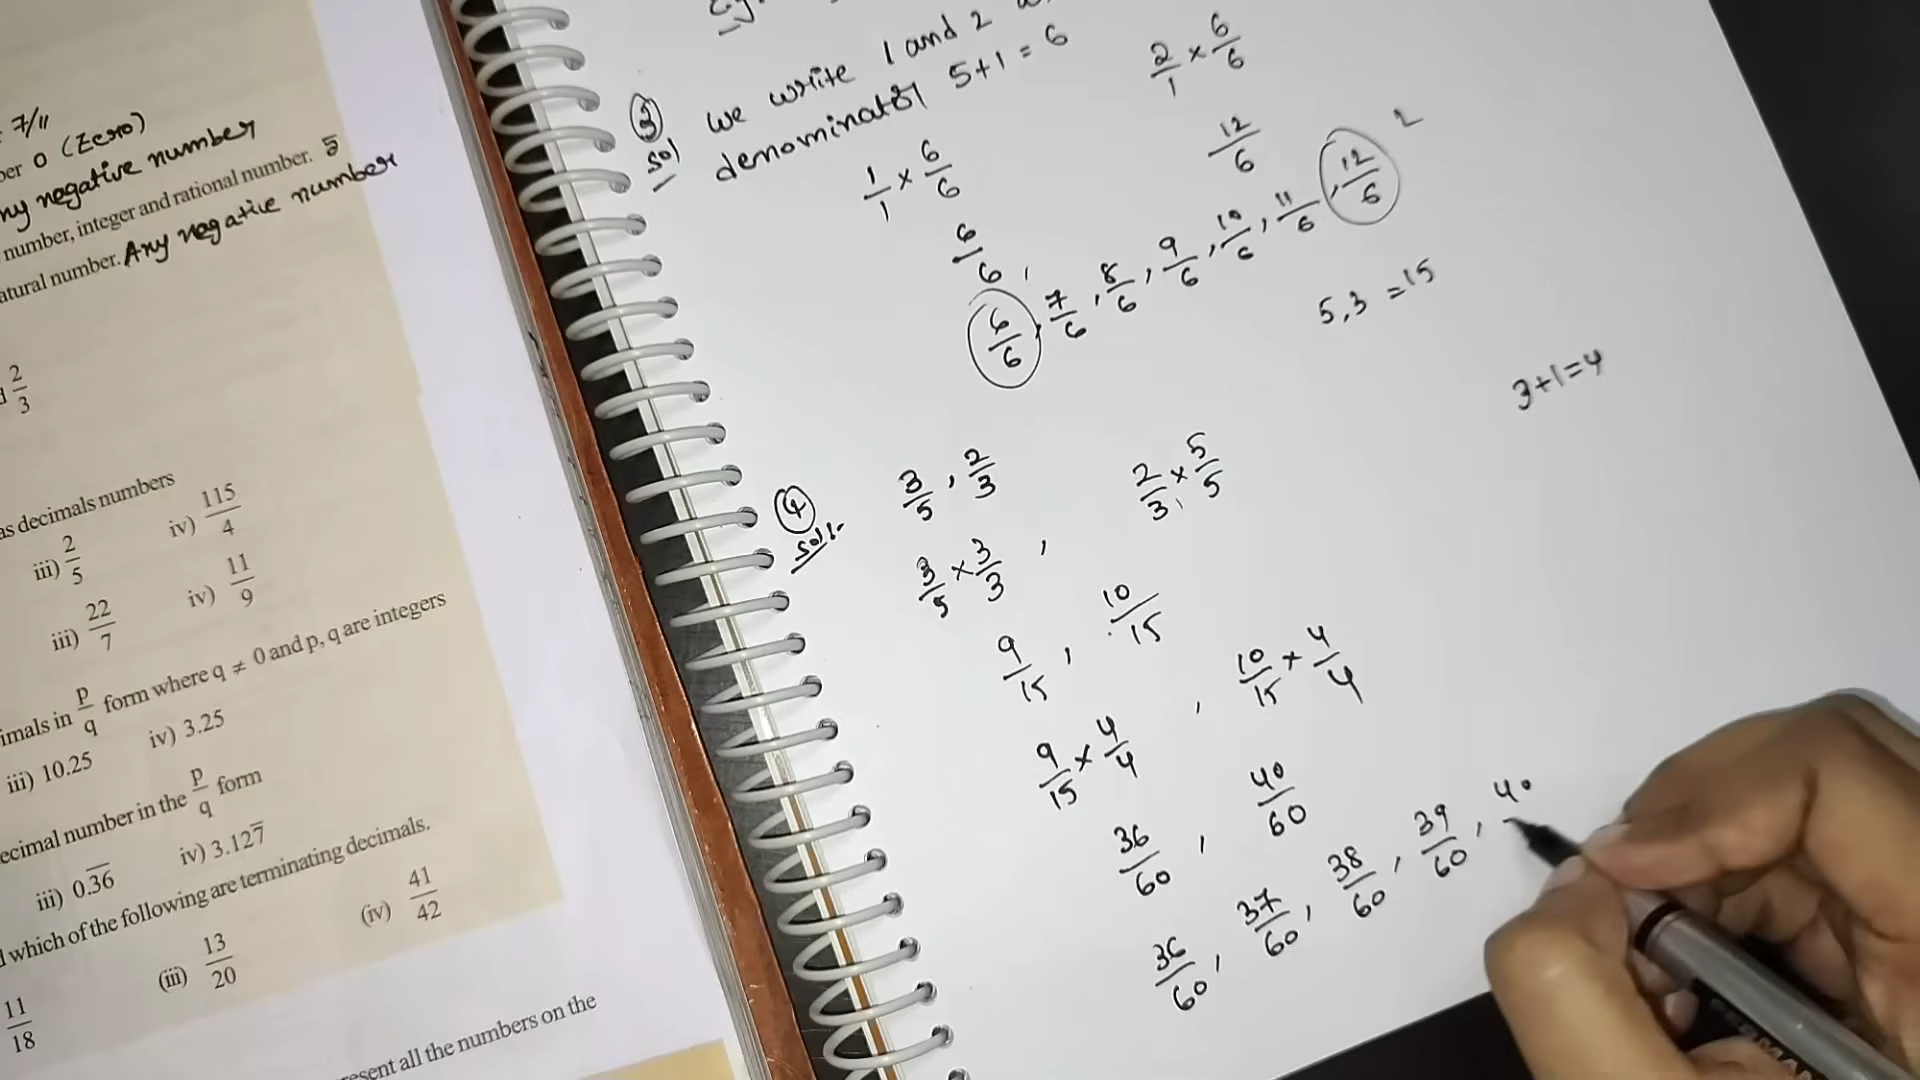 7/11
0 (Zero)
negative number
number, integer and rational number. 5
atural number. Any negative number
2/3
as decimals numbers
iii) 2/5 iv) 115/4
iii) 22/7 iv) 11/9
imals in p/q form where q ≠ 0 and p, q are integers
iii) 10.25 iv) 3.25
ecimal number in the p/q form
iii) 0.3̅6̅ iv) 3.127̅
which of the following are terminating decimals.
(iii) 13/20 (iv) 41/42
11/18
resent all the numbers on the
③ we write 1 and 2
sol denominator 5+1 = 6
1/1 × 6/6 2/1 × 6/6
6/6, 12/6
6/6, 7/6, 8/6, 9/6, 10/6, 11/6, 12/6 2
5,3 = 15
3+1=4
④ 3/5, 2/3 2/3 × 5/5
sol:-
3/5 × 3/3,
9/15, 10/15
9/15 × 4/4, 10/15 × 4/4
36/60, 40/60
36/60, 37/60, 38/60, 39/60, 40